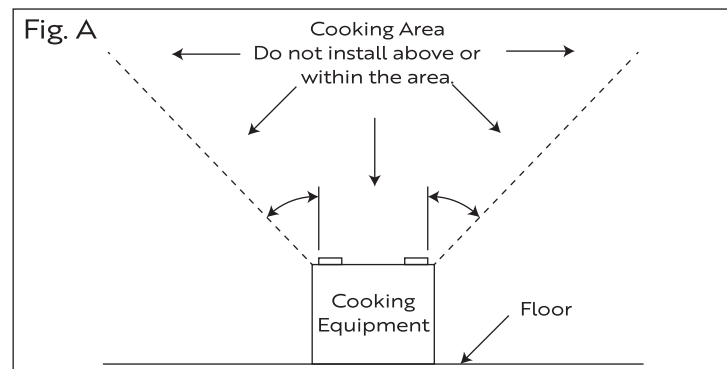 Fig. A
Cooking Area
Do not install above or
within the area.
Cooking
Equipment
Floor